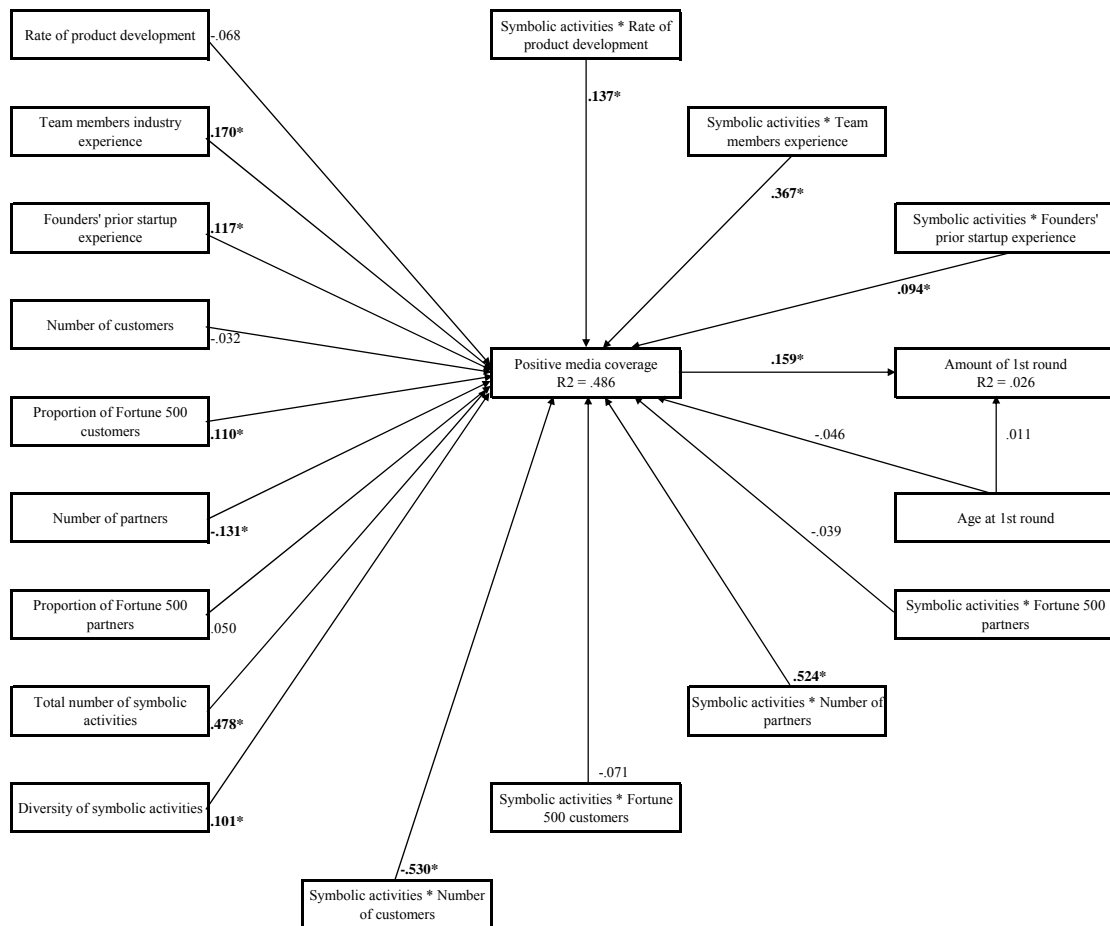 Rate of product development
-.068
Symbolic activities * Rate of
product development
.137*
Team members industry
experience
.170*
Symbolic activities * Team
members experience
.367*
Founders' prior startup
experience
.117*
Symbolic activities * Founders'
prior startup experience
.094*
Number of customers
-.032
Positive media coverage
R2 = .486
.159*
Amount of 1st round
R2 = .026
Proportion of Fortune 500
customers
.110*
-.046
.011
Number of partners
-.131*
Age at 1st round
-.039
Proportion of Fortune 500
partners
.050
Symbolic activities * Fortune 500
partners
Total number of symbolic
activities
.478*
.524*
Symbolic activities * Number of
partners
Diversity of symbolic activities
.101*
-.071
Symbolic activities * Fortune
500 customers
-.530*
Symbolic activities * Number
of customers